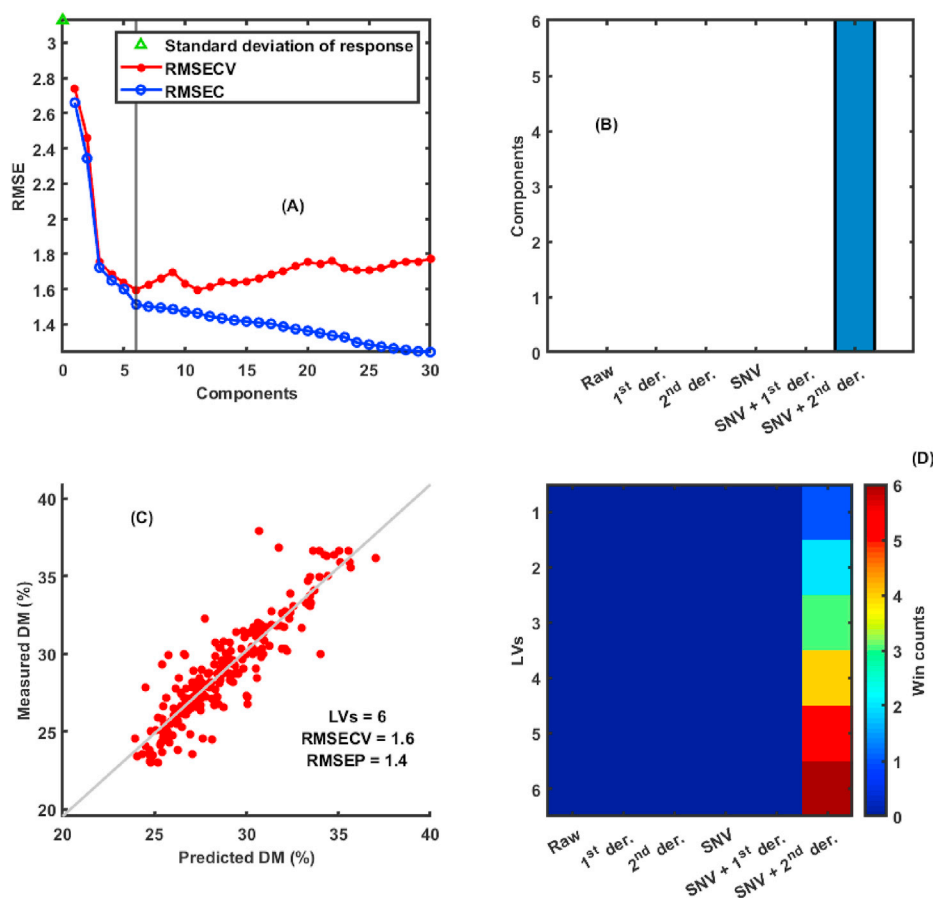 3
2.8
2.6
2.4
2.2
2
1.8
1.6
1.4
RMSE
Standard deviation of response
RMSECV
RMSEC
(A)
0 5 10 15 20 25 30
Components
6
5
4
3
2
1
0
Components
(B)
Raw
1st der.
2nd der.
SNV
SNV + 1st der.
SNV + 2nd der.
40
35
30
25
20
Measured DM (%)
(C)
LVs = 6
RMSECV = 1.6
RMSEP = 1.4
20 25 30 35 40
Predicted DM (%)
(D)
1
2
3
4
5
6
LVs
Raw
1st der.
2nd der.
SNV
SNV + 1st der.
SNV + 2nd der.
6
5
4
3
2
1
0
Win counts